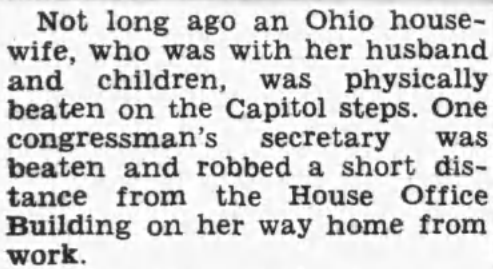 Not long ago an Ohio house-
wife, who was with her husband
and children, was physically
beaten on the Capitol steps. One
congressman's secretary was
beaten and robbed a short dis-
tance from the House Office
Building on her way home from
work.